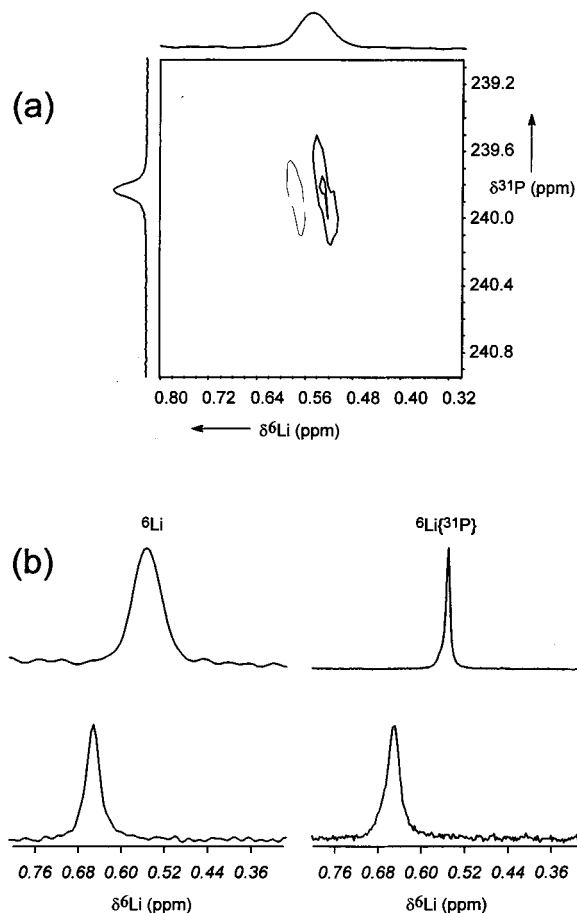 (a)
239.2
239.6
δ³¹P (ppm)
240.0
240.4
240.8
0.80 0.72 0.64 0.56 0.48 0.40 0.32
δ⁶Li (ppm)
(b)
⁶Li
⁶Li{³¹P}
0.76 0.68 0.60 0.52 0.44 0.36
0.76 0.68 0.60 0.52 0.44 0.36
δ⁶Li (ppm)
δ⁶Li (ppm)